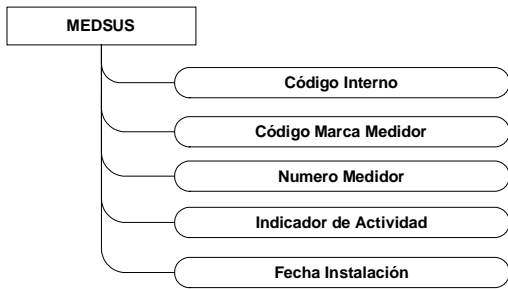 MEDSUS
Código Interno
Código Marca Medidor
Numero Medidor
Indicador de Actividad
Fecha Instalación